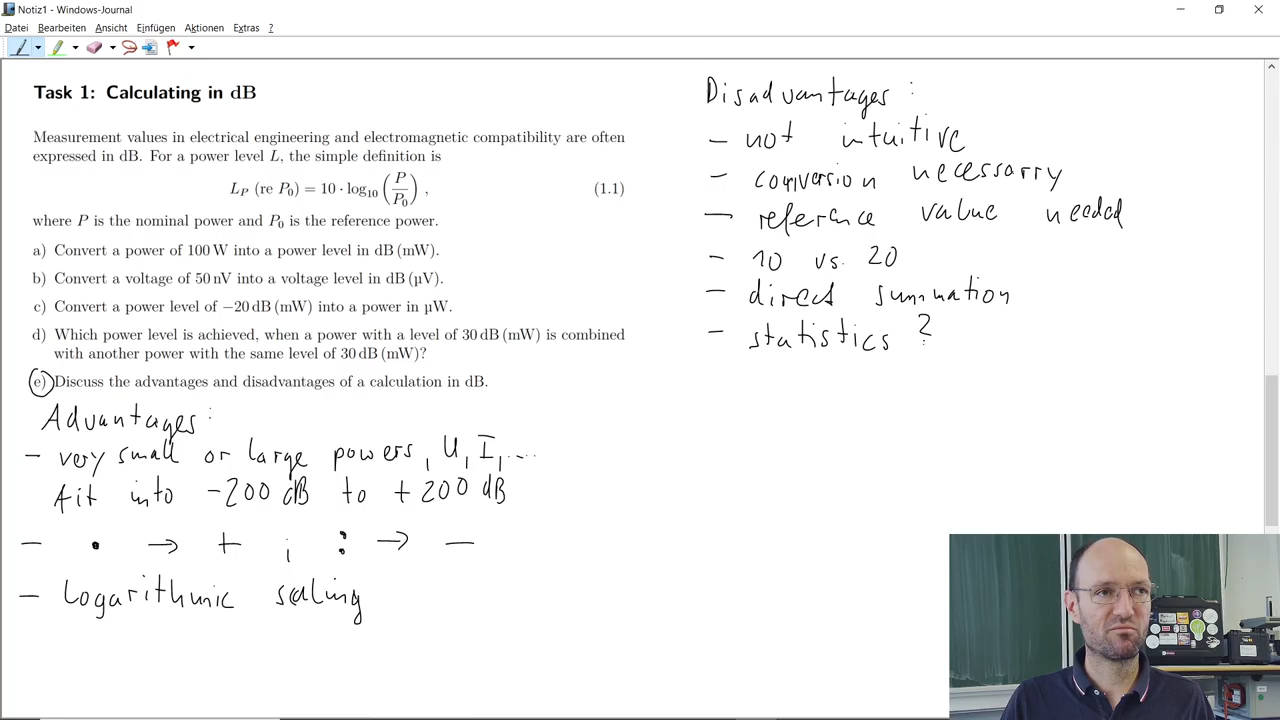 Notiz1 - Windows-Journal
Datei Bearbeiten Ansicht Einfügen Aktionen Extras ?
Task 1: Calculating in dB
Measurement values in electrical engineering and electromagnetic compatibility are often
expressed in dB. For a power level L, the simple definition is
L_P (re P_0) = 10 · log_10 (P/P_0) , (1.1)
where P is the nominal power and P_0 is the reference power.
a) Convert a power of 100 W into a power level in dB (mW).
b) Convert a voltage of 50 nV into a voltage level in dB (µV).
c) Convert a power level of −20 dB (mW) into a power in µW.
d) Which power level is achieved, when a power with a level of 30 dB (mW) is combined
with another power with the same level of 30 dB (mW)?
e) Discuss the advantages and disadvantages of a calculation in dB.
Advantages:
- very small or large powers, U, I, ...
fit into -200 dB to +200 dB
- · → + ; : → -
- logarithmic scaling
Disadvantages:
- not intuitive
- conversion necessarry
- reference value needed
- 10 vs. 20
- direct summation
- statistics ?